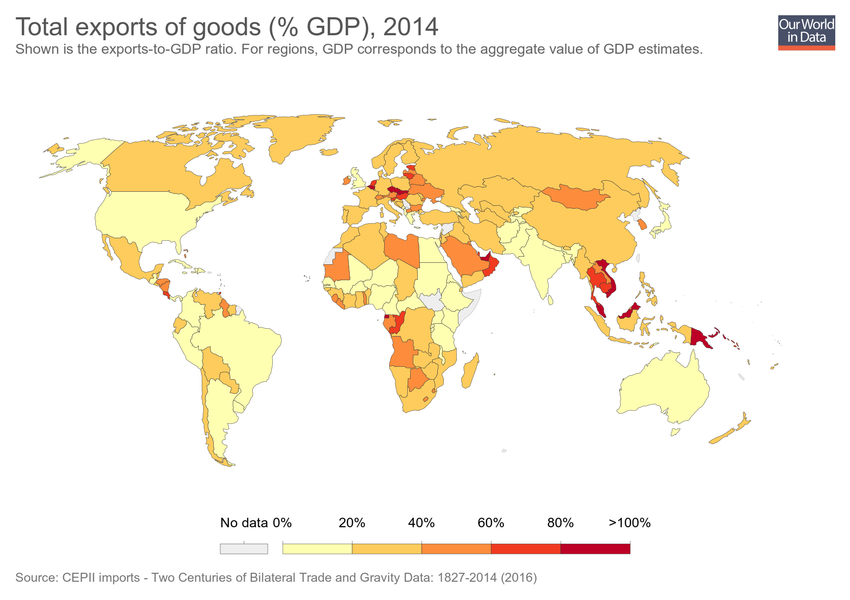 Total exports of goods (% GDP), 2014
Shown is the exports-to-GDP ratio. For regions, GDP corresponds to the aggregate value of GDP estimates.
Our World
in Data
No data 0% 20% 40% 60% 80% >100%
Source: CEPII imports - Two Centuries of Bilateral Trade and Gravity Data: 1827-2014 (2016)